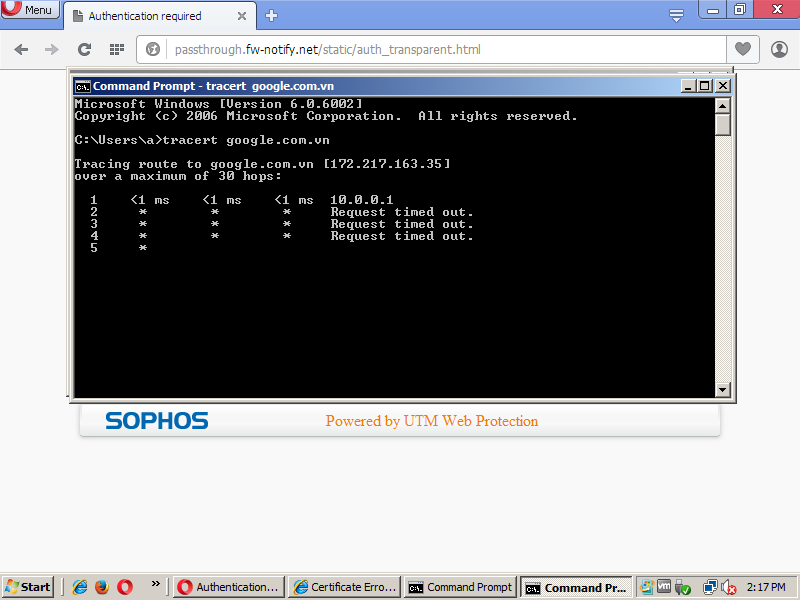 Menu
Authentication required
passthrough.fw-notify.net/static/auth_transparent.html
Command Prompt - tracert google.com.vn
Microsoft Windows [Version 6.0.6002]
Copyright (c) 2006 Microsoft Corporation.  All rights reserved.
C:\Users\a>tracert google.com.vn
Tracing route to google.com.vn [172.217.163.35]
over a maximum of 30 hops:
1 <1 ms <1 ms <1 ms 10.0.0.1
2 * * * Request timed out.
3 * * * Request timed out.
4 * * * Request timed out.
5 *
SOPHOS Powered by UTM Web Protection
Start » Authentication... Certificate Erro... Command Prompt Command Pr... 2:17 PM